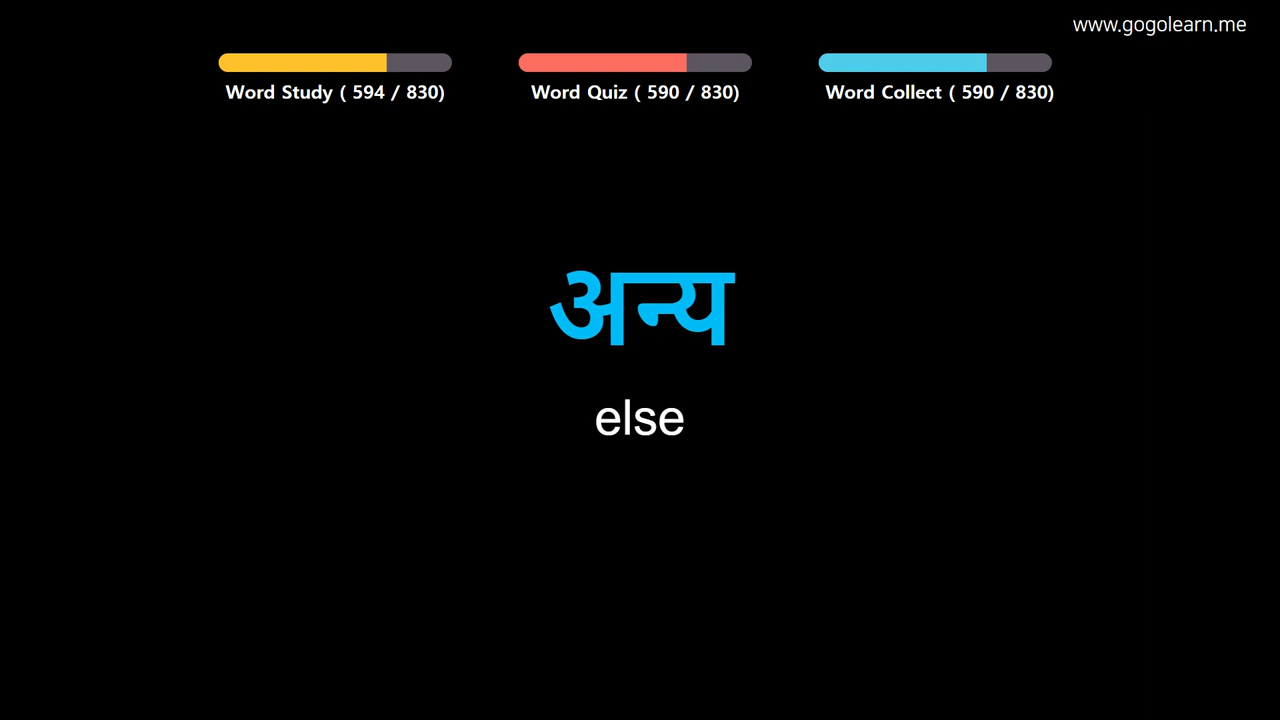 www.gogolearn.me
Word Study ( 594 / 830)
Word Quiz ( 590 / 830)
Word Collect ( 590 / 830)
अन्य
else